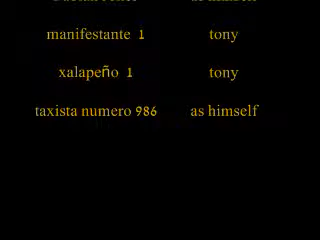 manifestante 1 tony
xalapeño 1 tony
taxista numero 986 as himself